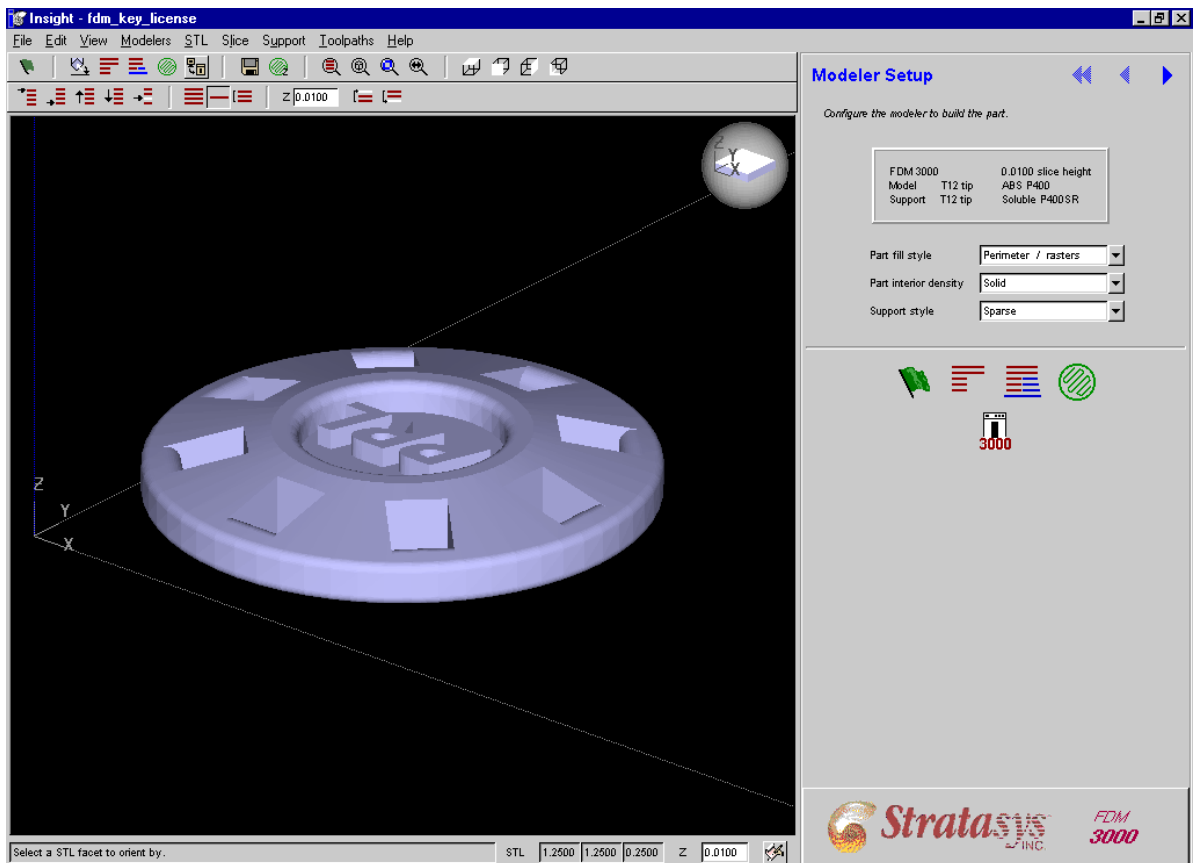 Insight - fdm_key_license
File Edit View Modelers STL Slice Support Toolpaths Help
Z 0.0100
Modeler Setup
Configure the modeler to build the part.
FDM 3000 0.0100 slice height
Model T12 tip ABS P400
Support T12 tip Soluble P400SR
Part fill style Perimeter / rasters
Part interior density Solid
Support style Sparse
3000
Z
Y
X
Z
Y
X
Stratasys INC.
FDM
3000
Select a STL facet to orient by. STL 1.2500 1.2500 0.2500 Z 0.0100